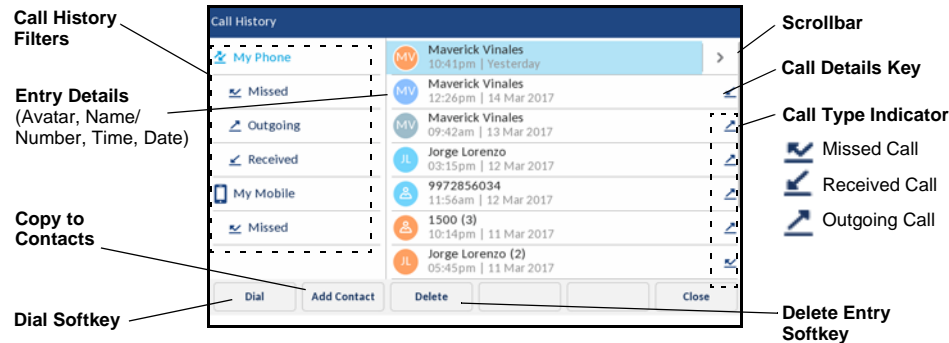 Call History
Filters
Entry Details
(Avatar, Name/
Number, Time, Date)
Copy to
Contacts
Dial Softkey
Call History
My Phone
Missed
Outgoing
Received
My Mobile
Missed
MV Maverick Vinales
10:41pm | Yesterday
MV Maverick Vinales
12:26pm | 14 Mar 2017
MV Maverick Vinales
09:42am | 13 Mar 2017
JL Jorge Lorenzo
03:15pm | 12 Mar 2017
9972856034
11:56am | 12 Mar 2017
1500 (3)
10:14pm | 11 Mar 2017
JL Jorge Lorenzo (2)
05:45pm | 11 Mar 2017
Dial Add Contact Delete Close
Scrollbar
Call Details Key
Call Type Indicator
Missed Call
Received Call
Outgoing Call
Delete Entry
Softkey